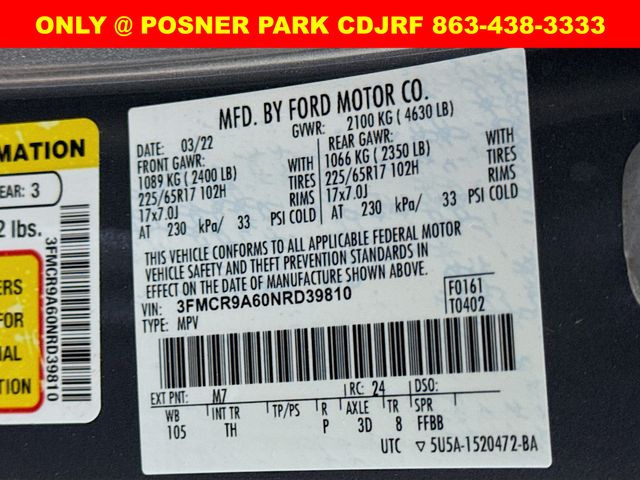 ONLY @ POSNER PARK CDJRF 863-438-3333
MFD. BY FORD MOTOR CO.
GVWR: 2100 KG ( 4630 LB)
DATE: 03/22
FRONT GAWR:
1089 KG ( 2400 LB) WITH
225/65R17 102H TIRES
17x7.0J RIMS
AT 230 kPa/ 33 PSI COLD
REAR GAWR:
1066 KG ( 2350 LB) WITH
225/65R17 102H TIRES
17x7.0J RIMS
AT 230 kPa/ 33 PSI COLD
THIS VEHICLE CONFORMS TO ALL APPLICABLE FEDERAL MOTOR
VEHICLE SAFETY AND BUMPER STANDARDS AND THEFT PREVENTION STANDARDS IN
EFFECT ON THE DATE OF MANUFACTURE SHOWN ABOVE.
VIN: 3FMCR9A60NRD39810
TYPE: MPV
F0161
T0402
EXT PNT: M7 RC: 24 DSO:
WB INT TR TP/PS R AXLE TR SPR
105 TH P 3D 8 FFBB
UTC ▽ 5U5A-1520472-BA
RMATION
EAR: 3
2 lbs.
ERS
FOR
IAL
TION
3FMCR9A60NRD39810